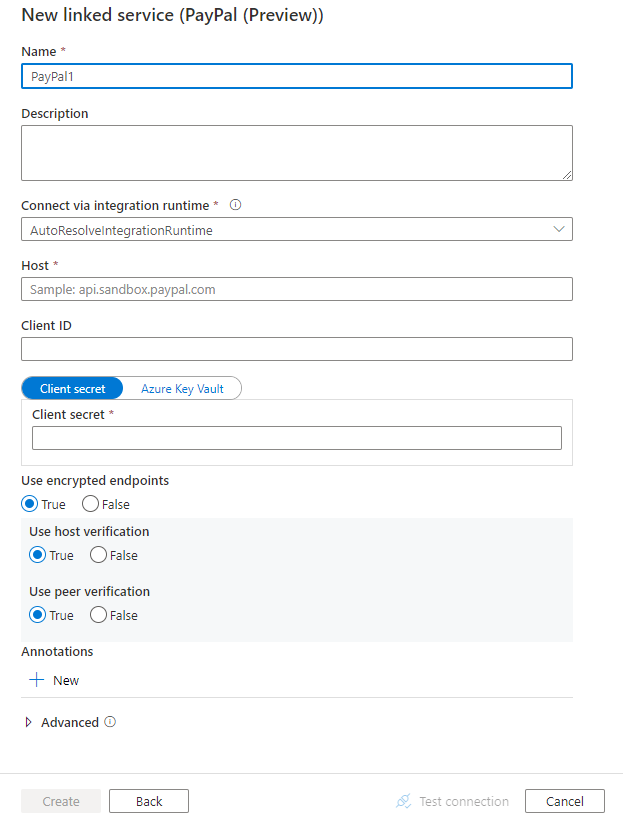 New linked service (PayPal (Preview))
Name *
PayPal1
Description
Connect via integration runtime *
AutoResolveIntegrationRuntime
Host *
Sample: api.sandbox.paypal.com
Client ID
Client secret Azure Key Vault
Client secret *
Use encrypted endpoints
True False
Use host verification
True False
Use peer verification
True False
Annotations
New
Advanced
Create Back Test connection Cancel